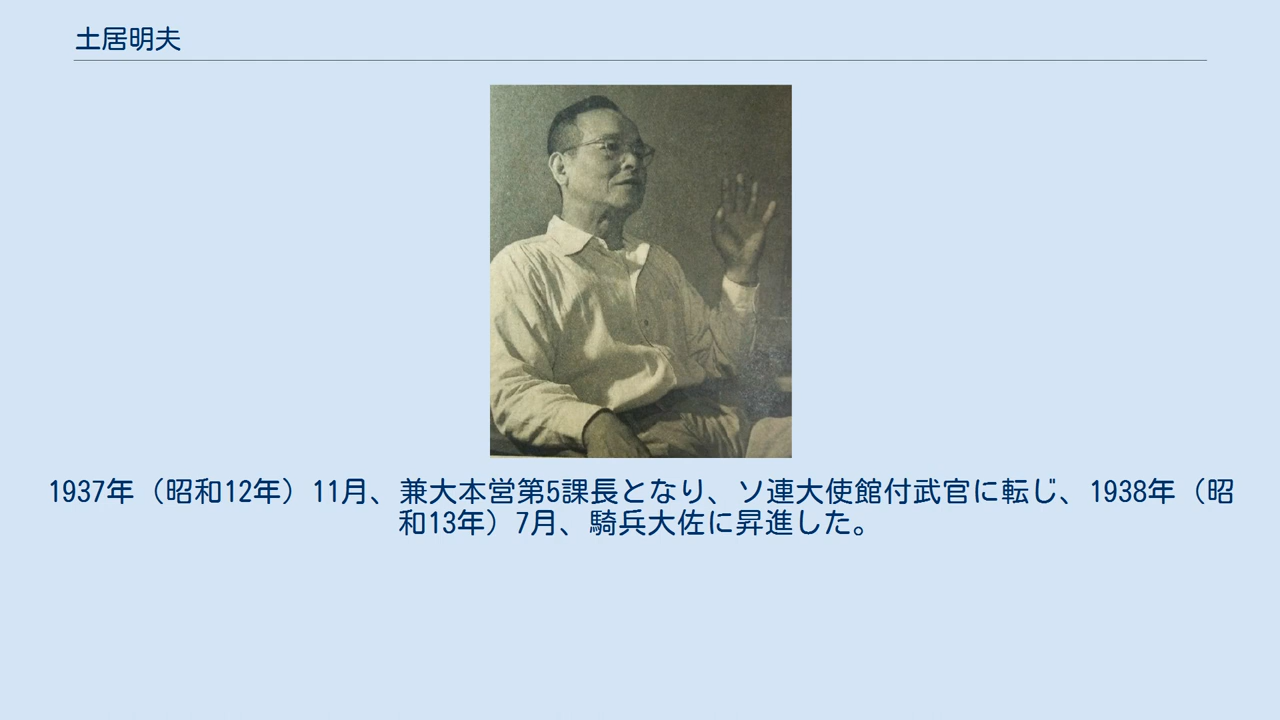 土居明夫
1937年（昭和12年）11月、兼大本営第5課長となり、ソ連大使館付武官に転じ、1938年（昭
和13年）7月、騎兵大佐に昇進した。